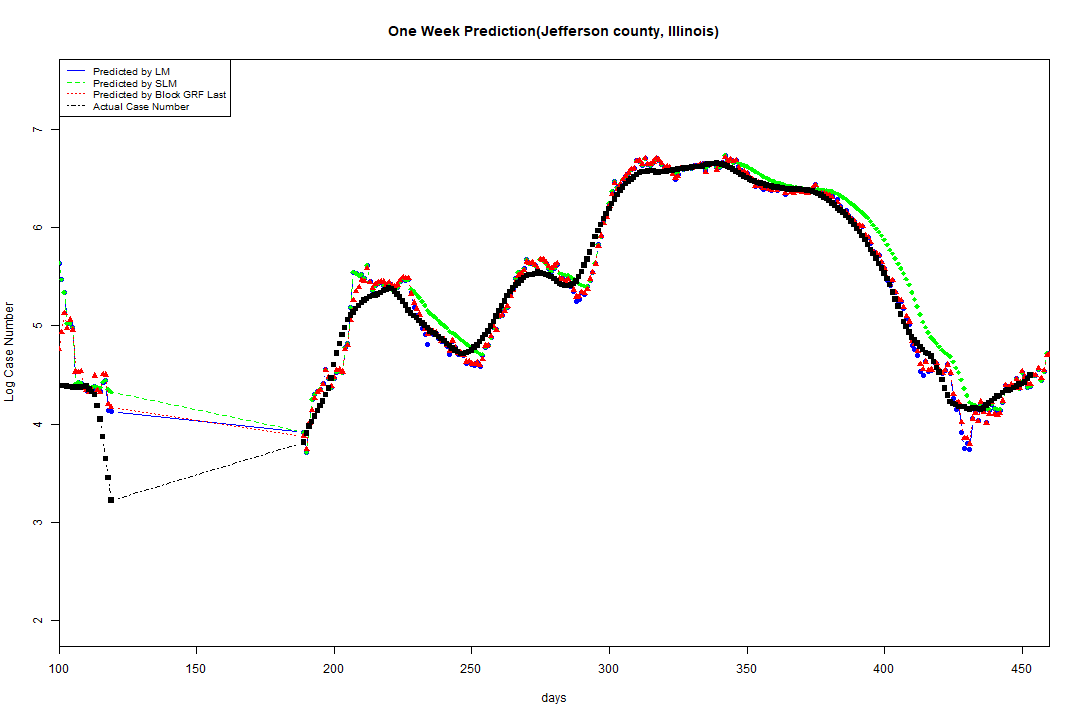 One Week Prediction(Jefferson county, Illinois)
Predicted by LM
Predicted by SLM
Predicted by Block GRF Last
Actual Case Number
7
6
5
4
3
2
Log Case Number
100 150 200 250 300 350 400 450
days